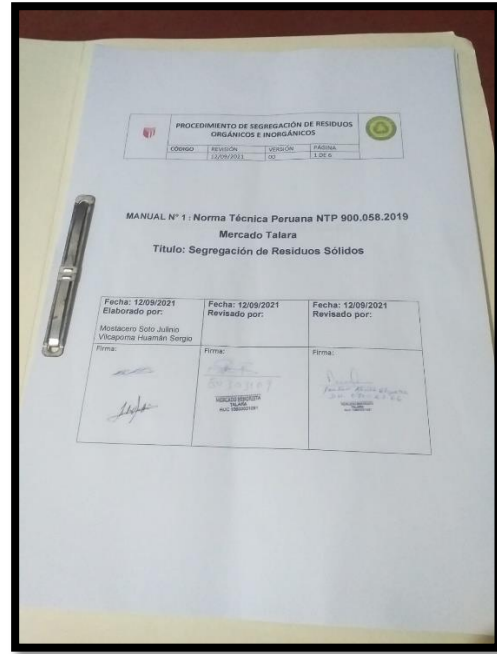 PROCEDIMIENTO DE SEGREGACIÓN DE RESIDUOS
ORGÁNICOS E INORGÁNICOS
CÓDIGO REVISIÓN VERSIÓN PÁGINA
12/09/2021 02 1 DE 6
MANUAL N° 1 : Norma Técnica Peruana NTP 900.058.2019
Mercado Talara
Título: Segregación de Residuos Sólidos
Fecha: 12/09/2021
Elaborado por:
Mostacero Soto Julinio
Vilcapoma Huamán Sergio
Firma:
Fecha: 12/09/2021
Revisado por:
Firma:
MERCADO MINORISTA
TALARA
Fecha: 12/09/2021
Revisado por:
Firma: